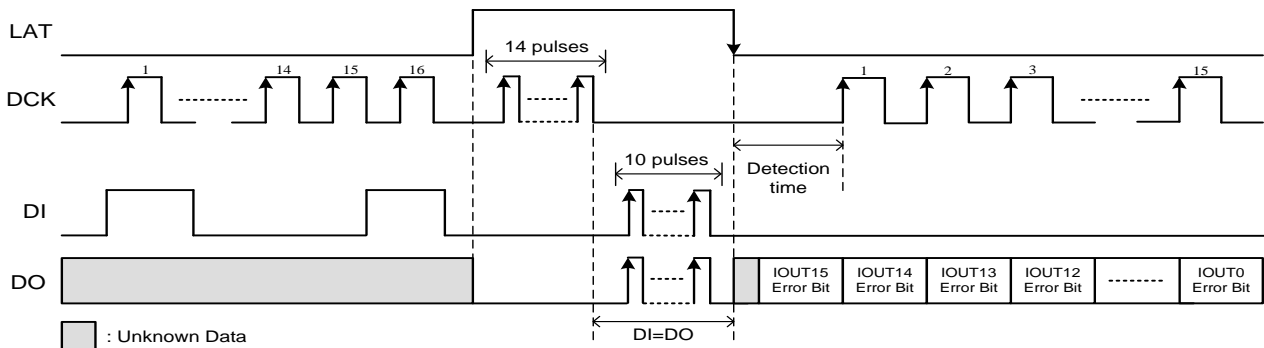 LAT
14 pulses
1
14
15
16
1
2
3
15
DCK
10 pulses
Detection
time
DI
DO
IOUT15
Error Bit
IOUT14
Error Bit
IOUT13
Error Bit
IOUT12
Error Bit
IOUT0
Error Bit
DI=DO
: Unknown Data